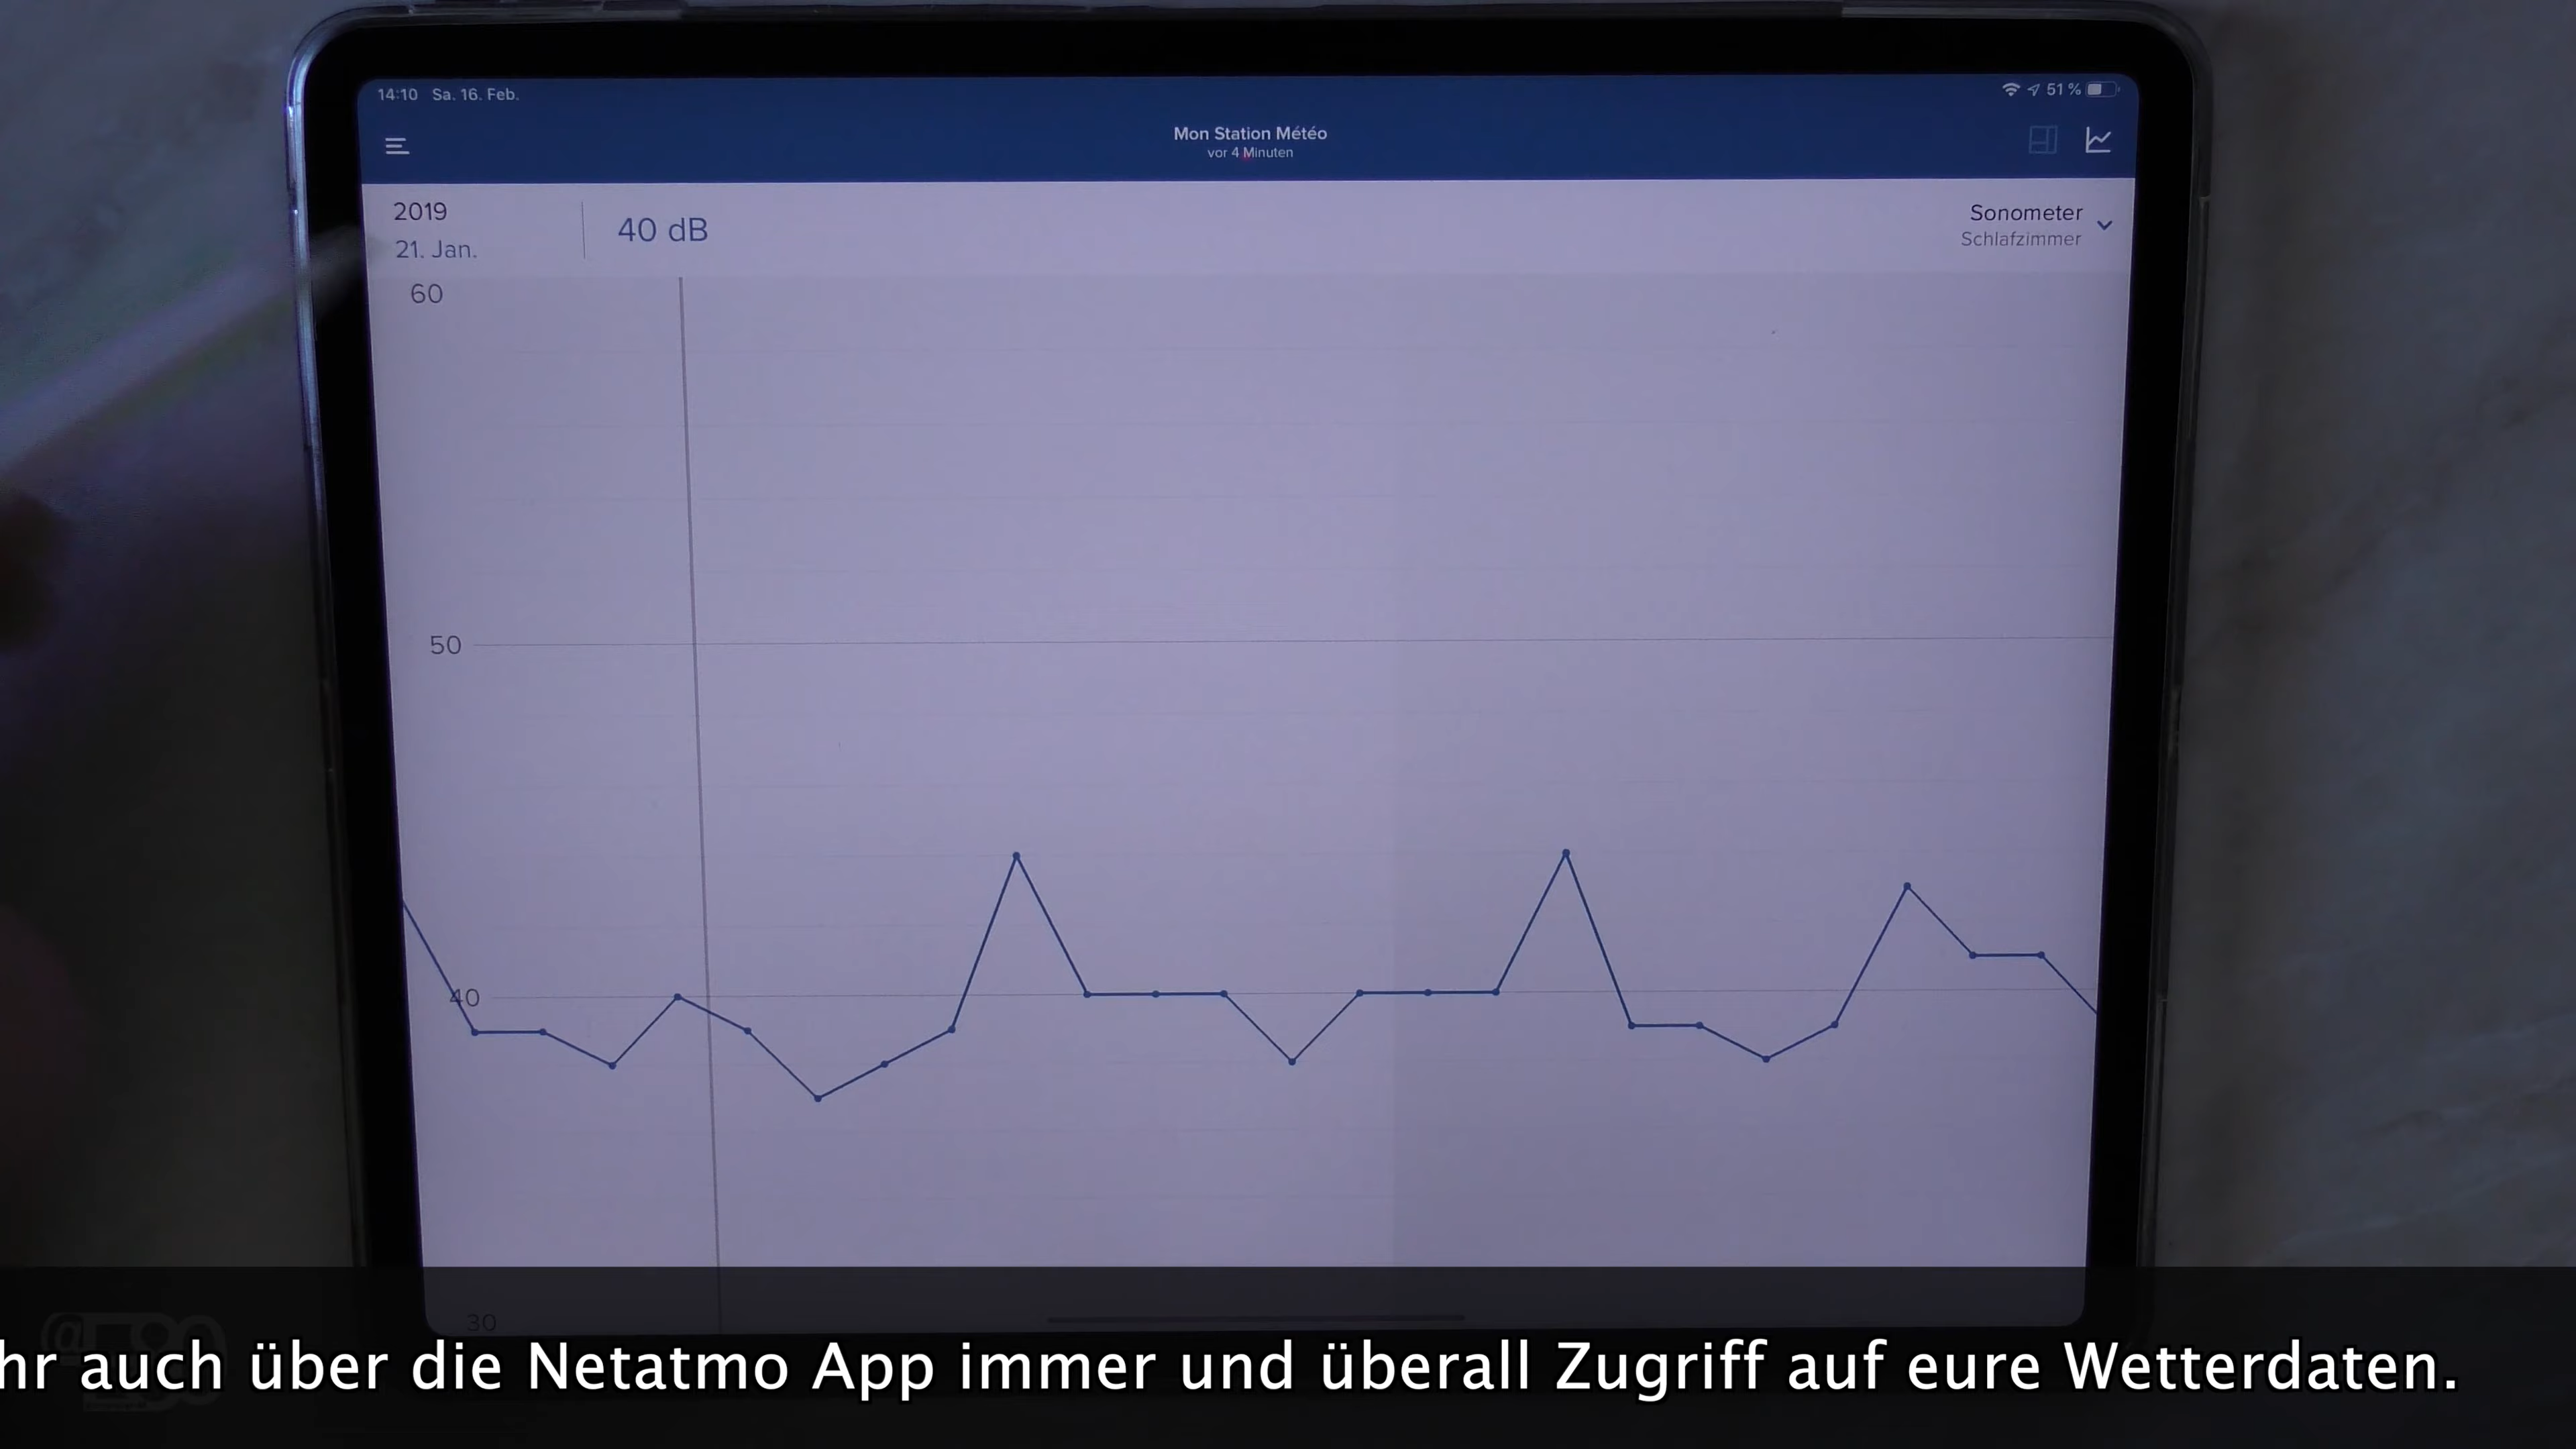 14:10 Sa. 16. Feb.
51 %
Mon Station Météo
vor 4 Minuten
2019
21. Jan.
40 dB
Sonometer
Schlafzimmer
60
50
40
30
hr auch über die Netatmo App immer und überall Zugriff auf eure Wetterdaten.